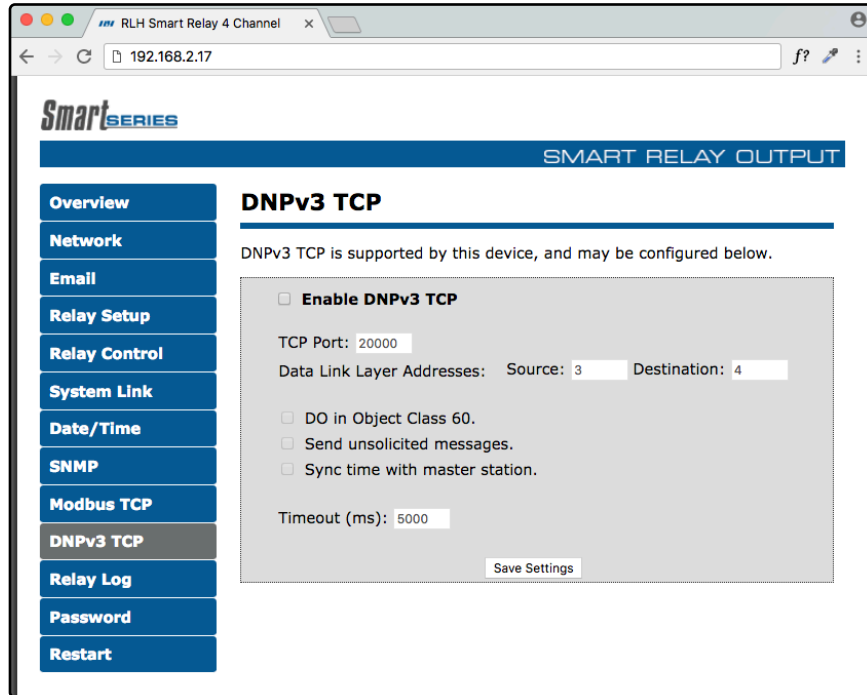 RLH Smart Relay 4 Channel
192.168.2.17
f?
Smart SERIES
SMART RELAY OUTPUT
Overview
Network
Email
Relay Setup
Relay Control
System Link
Date/Time
SNMP
Modbus TCP
DNPv3 TCP
Relay Log
Password
Restart
DNPv3 TCP
DNPv3 TCP is supported by this device, and may be configured below.
Enable DNPv3 TCP
TCP Port: 20000
Data Link Layer Addresses: Source: 3 Destination: 4
DO in Object Class 60.
Send unsolicited messages.
Sync time with master station.
Timeout (ms): 5000
Save Settings